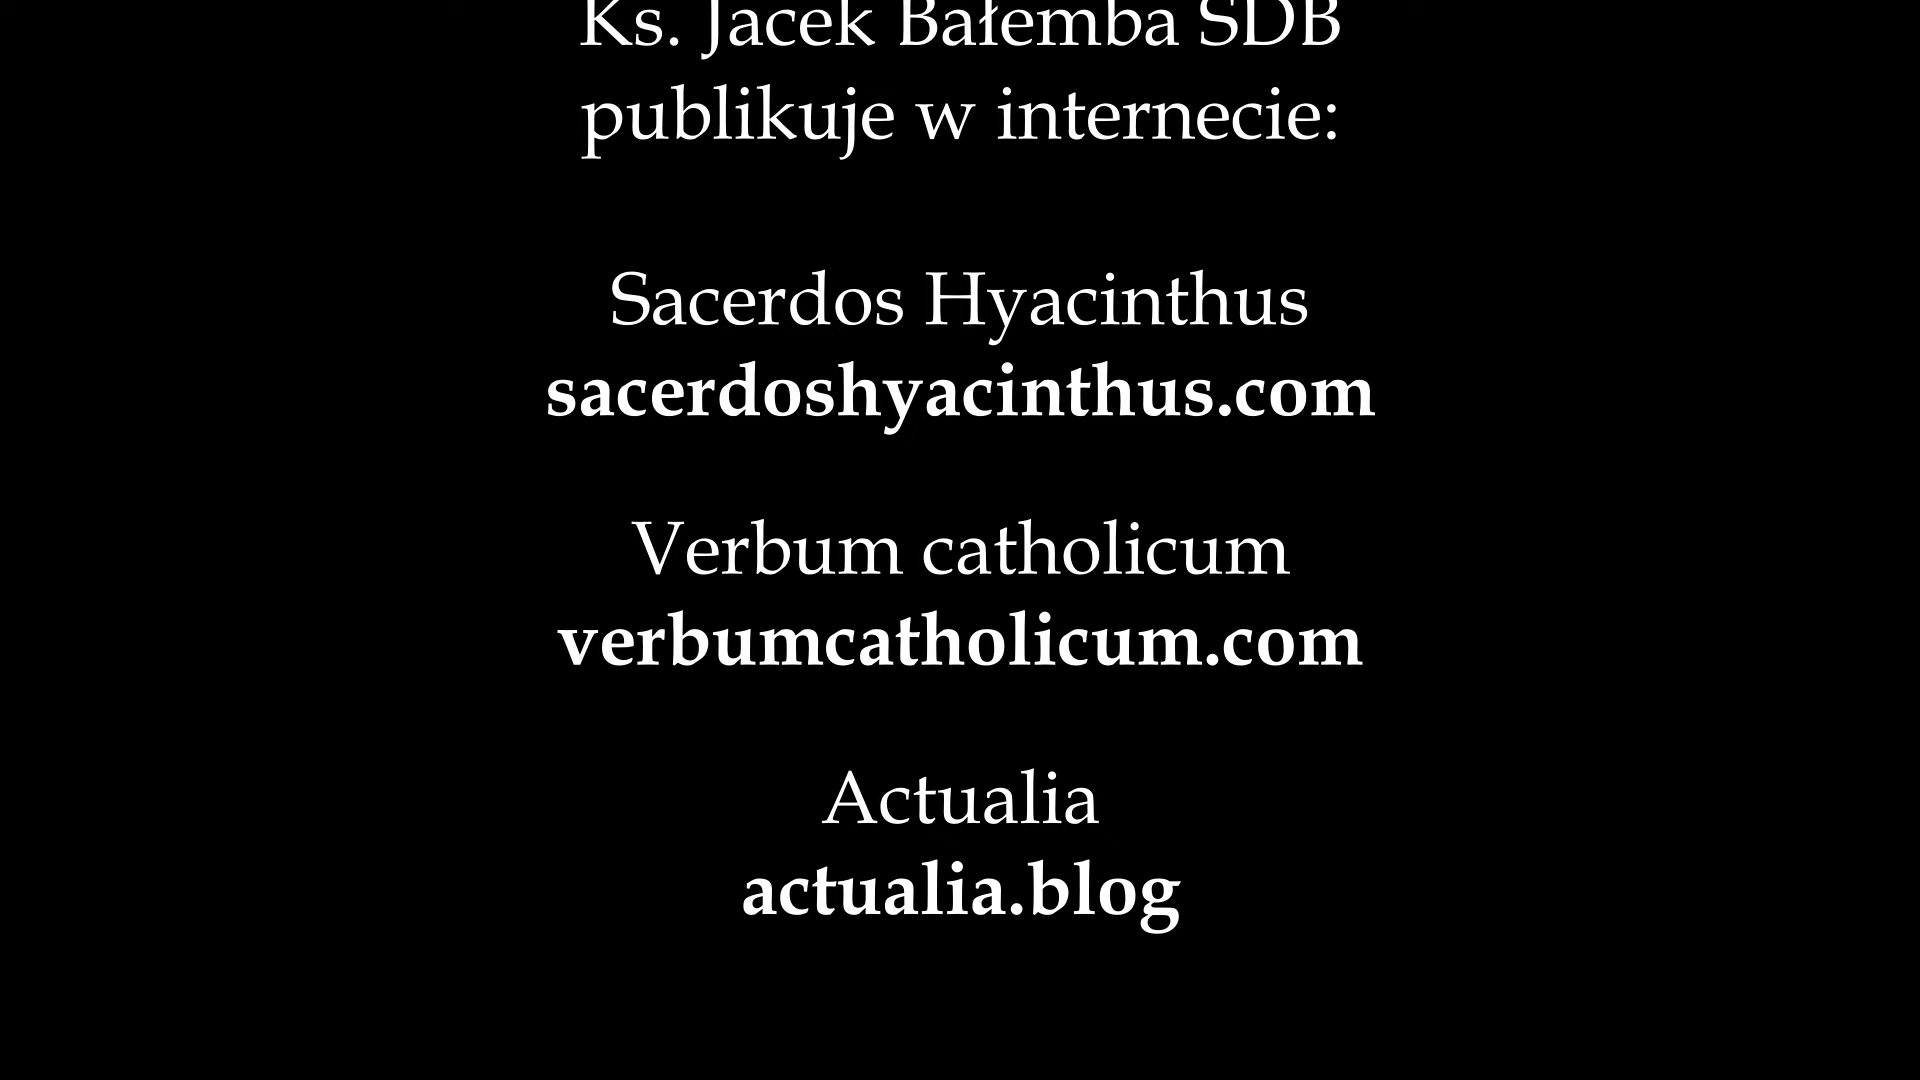 Ks. Jacek Bałemba SDB
publikuje w internecie:
Sacerdos Hyacinthus
sacerdoshyacinthus.com
Verbum catholicum
verbumcatholicum.com
Actualia
actualia.blog